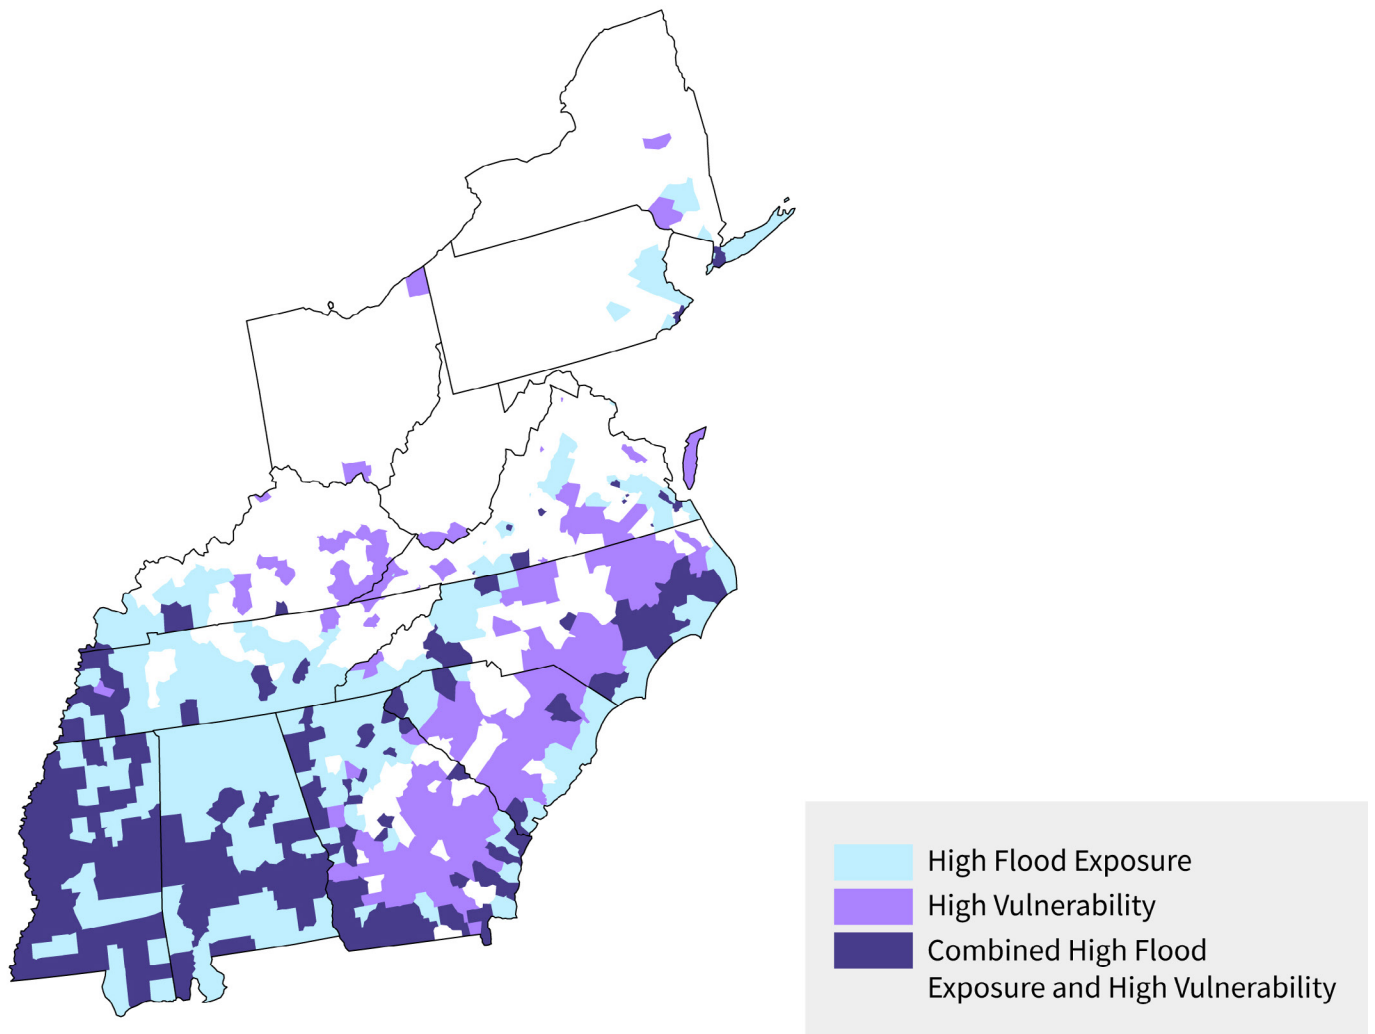 High Flood Exposure
High Vulnerability
Combined High Flood
Exposure and High Vulnerability